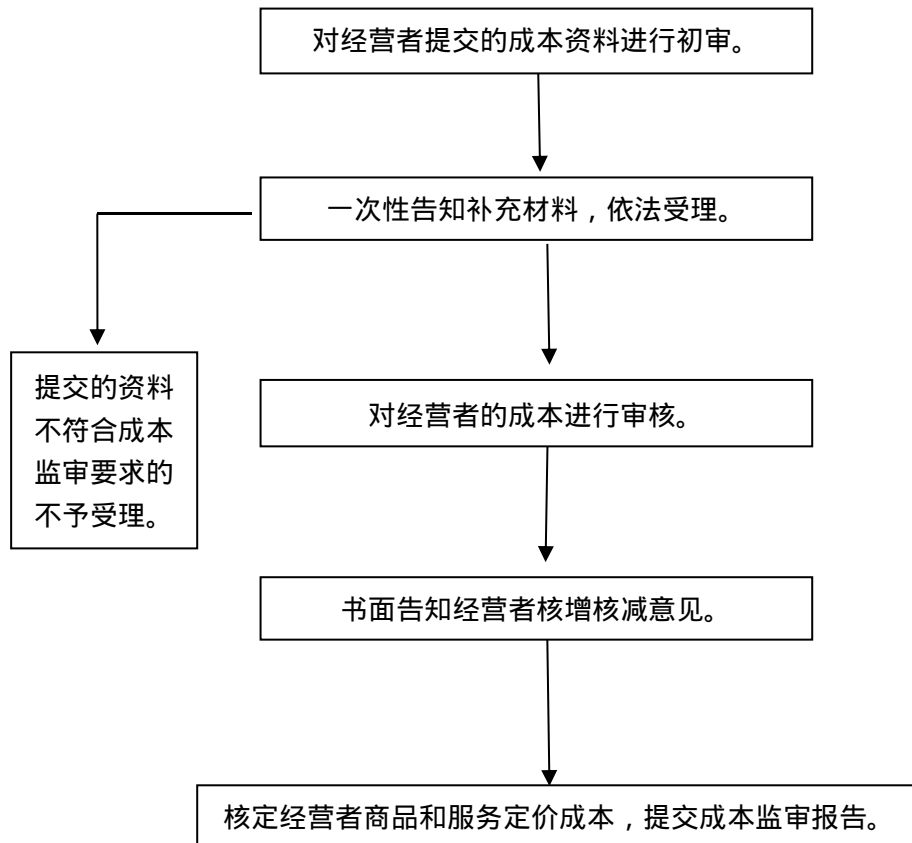 对经营者提交的成本资料进行初审。
一次性告知补充材料，依法受理。
提交的资料
不符合成本
监审要求的
不予受理。
对经营者的成本进行审核。
书面告知经营者核增核减意见。
核定经营者商品和服务定价成本，提交成本监审报告。